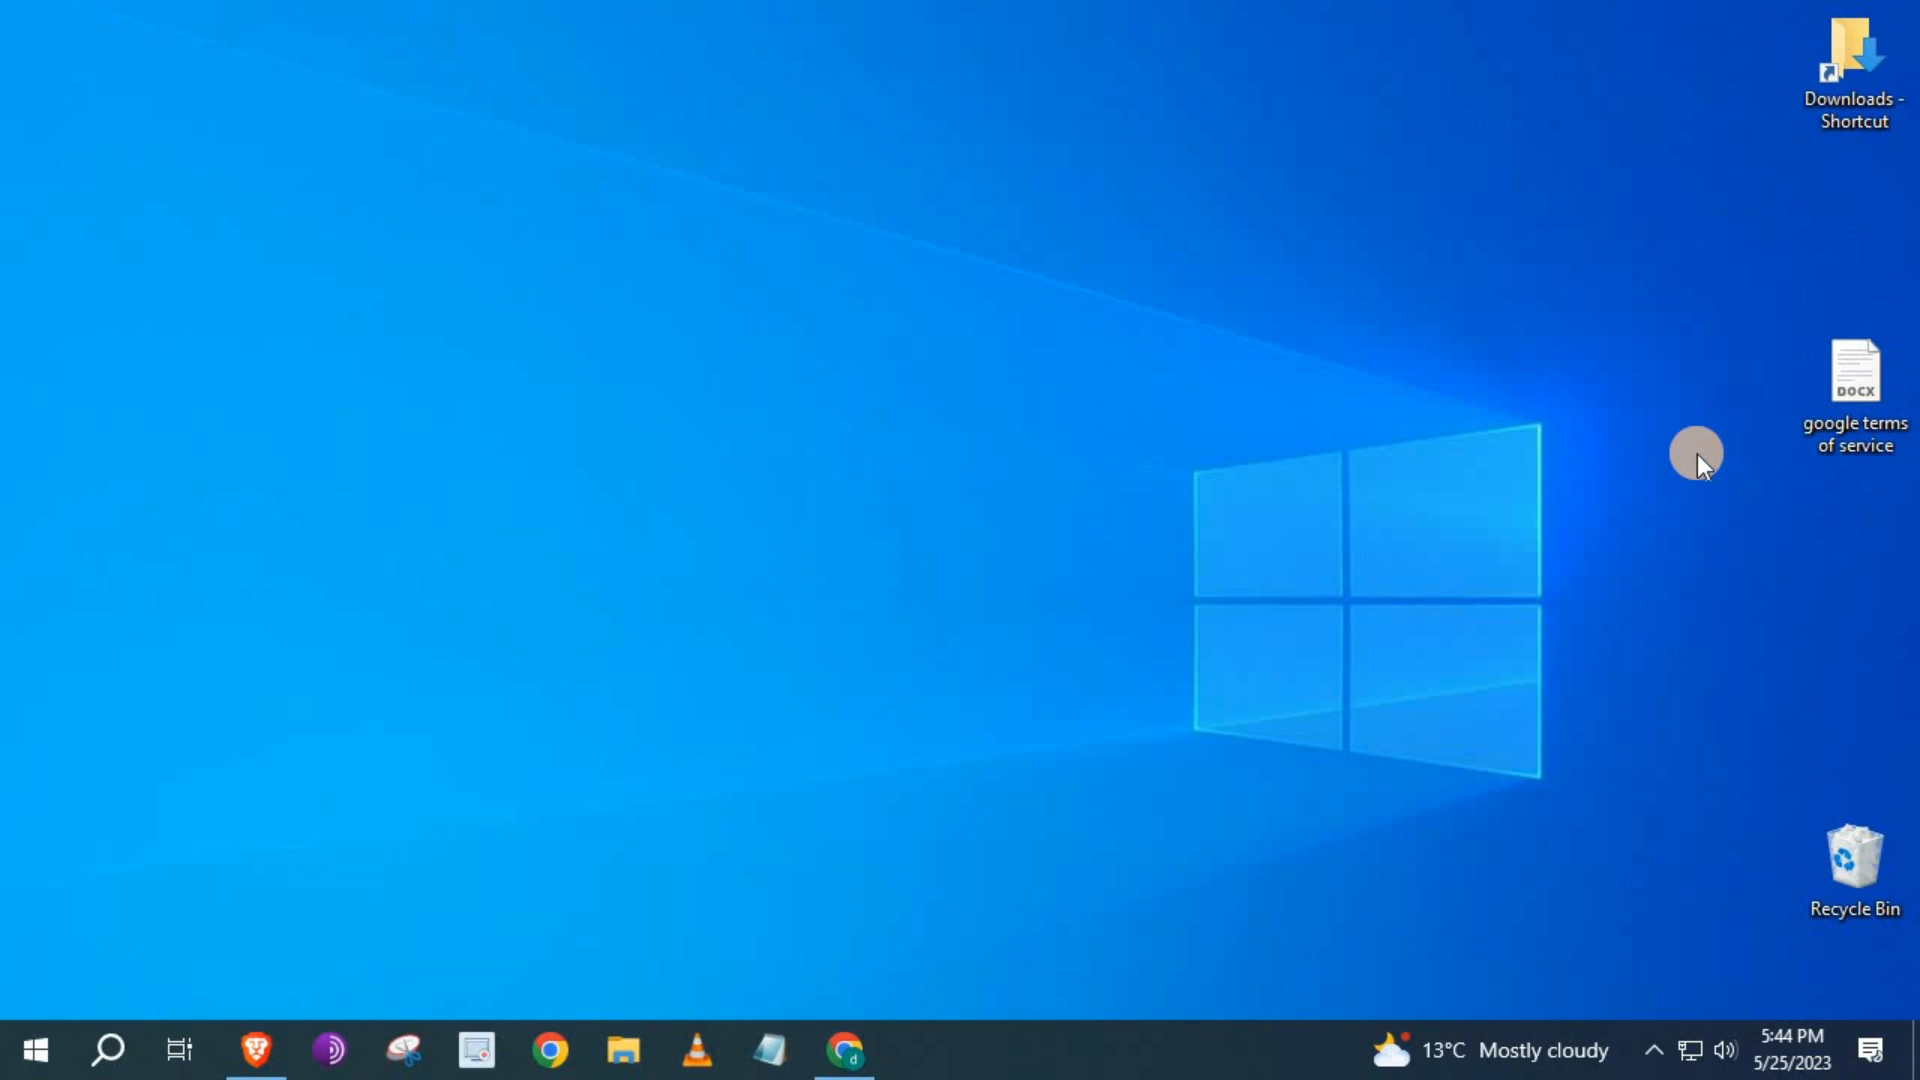 Downloads -
Shortcut
DOCX
google terms
of service
Recycle Bin
d
13°C Mostly cloudy
5:44 PM
5/25/2023